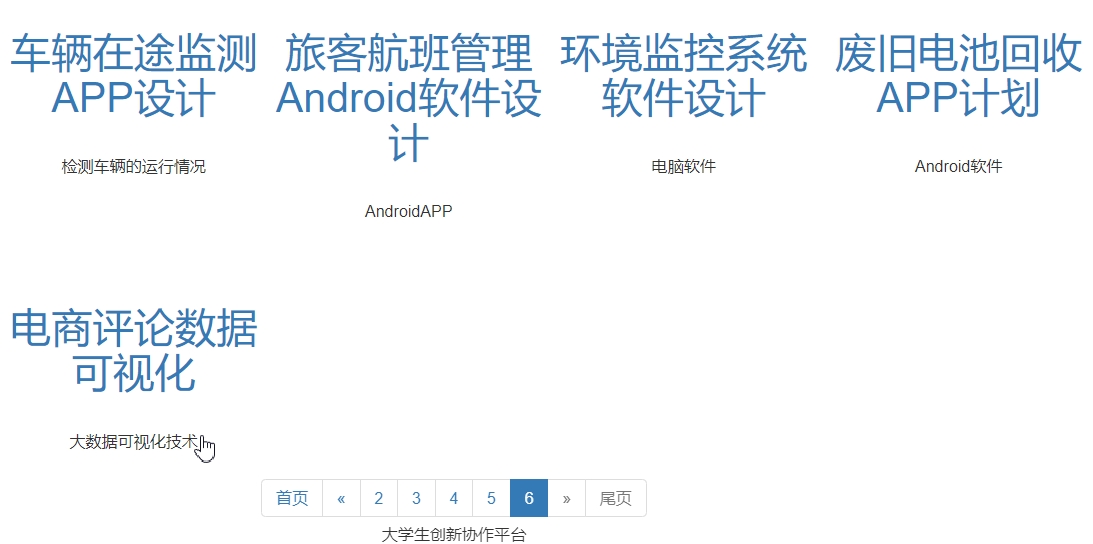 车辆在途监测
APP设计
检测车辆的运行情况
旅客航班管理
Android软件设
计
AndroidAPP
环境监控系统
软件设计
电脑软件
废旧电池回收
APP计划
Android软件
电商评论数据
可视化
大数据可视化技术
首页 « 2 3 4 5 6 » 尾页
大学生创新协作平台